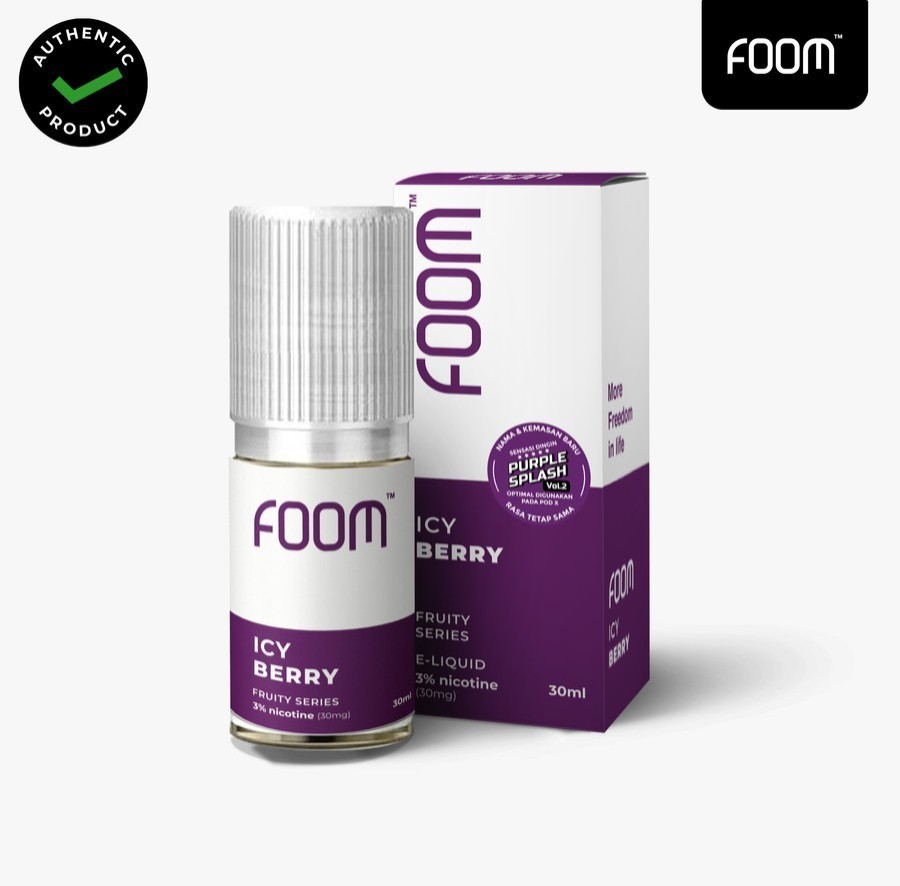 AUTHENTIC
PRODUCT
FOOM™
FOOM
FOOM™
NAMA & KEMASAN BARU
SENSASI DINGIN
PURPLE
SPLASH
Vol.2
OPTIMAL DIGUNAKAN
PADA POD X
RASA TETAP SAMA
ICY
BERRY
FRUITY
SERIES
E-LIQUID
3% nicotine
(30mg)
30ml
More
Freedom
in life
FOOM
ICY
BERRY
FOOM™
ICY
BERRY
FRUITY SERIES
3% nicotine (30mg)
30ml